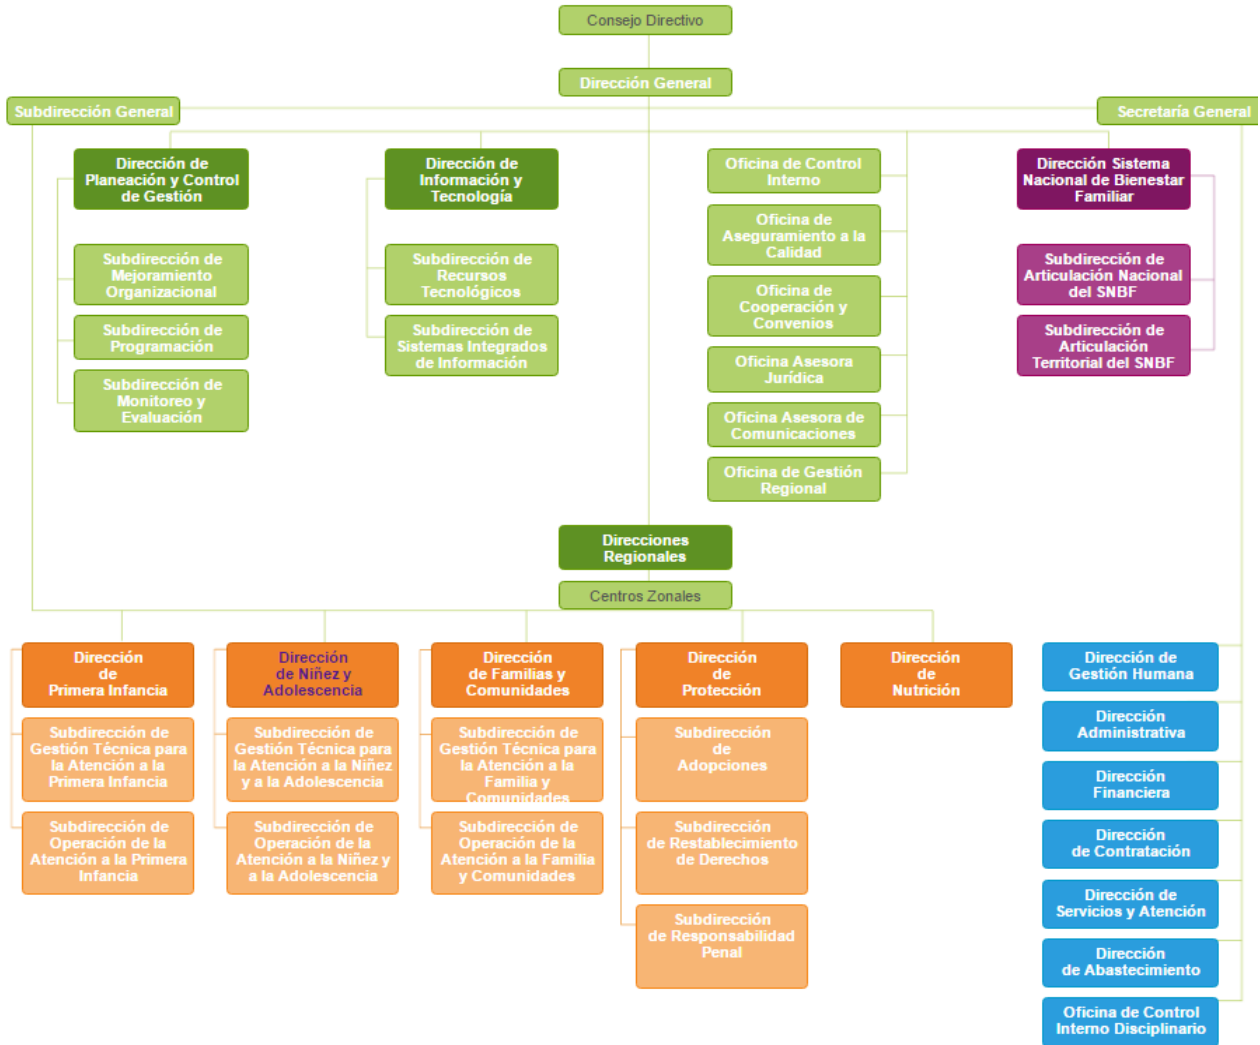 Consejo Directivo
Dirección General
Subdirección General
Secretaría General
Dirección de
Planeación y Control
de Gestión
Subdirección de
Mejoramiento
Organizacional
Subdirección de
Programación
Subdirección de
Monitoreo y
Evaluación
Dirección de
Información y
Tecnología
Subdirección de
Recursos
Tecnológicos
Subdirección de
Sistemas Integrados
de Información
Oficina de Control
Interno
Oficina de
Aseguramiento a la
Calidad
Oficina de
Cooperación y
Convenios
Oficina Asesora
Jurídica
Oficina Asesora de
Comunicaciones
Oficina de Gestión
Regional
Dirección Sistema
Nacional de Bienestar
Familiar
Subdirección de
Articulación Nacional
del SNBF
Subdirección de
Articulación
Territorial del SNBF
Direcciones
Regionales
Centros Zonales
Dirección
de
Primera Infancia
Subdirección de
Gestión Técnica para
la Atención a la
Primera Infancia
Subdirección de
Operación de la
Atención a la Primera
Infancia
Dirección
de Niñez y
Adolescencia
Subdirección de
Gestión Técnica para
la Atención a la Niñez
y a la Adolescencia
Subdirección de
Operación de la
Atención a la Niñez y
a la Adolescencia
Dirección
de Familias y
Comunidades
Subdirección de
Gestión Técnica para
la Atención a la
Familia y
Comunidades
Subdirección de
Operación de la
Atención a la Familia
y Comunidades
Dirección
de
Protección
Subdirección
de
Adopciones
Subdirección
de Restablecimiento
de Derechos
Subdirección
de Responsabilidad
Penal
Dirección
de
Nutrición
Dirección de
Gestión Humana
Dirección
Administrativa
Dirección
Financiera
Dirección
de Contratación
Dirección de
Servicios y Atención
Dirección
de Abastecimiento
Oficina de Control
Interno Disciplinario